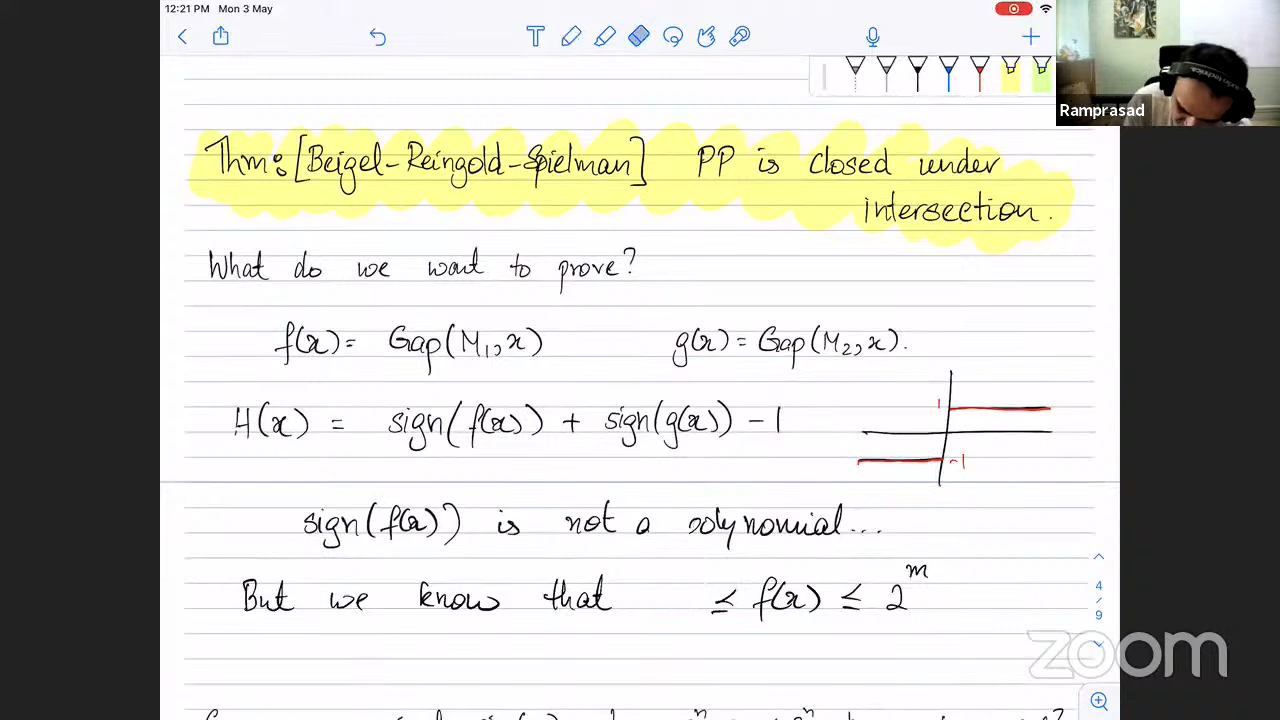 12:21 PM Mon 3 May
Ramprasad
Thm: [Beigel-Reingold-Spielman] PP is closed under
intersection.
What do we want to prove?
f(x) = Gap(M1, x) g(x) = Gap(M2, x).
H(x) = sign(f(x)) + sign(g(x)) - 1
1
-1
sign(f(x)) is not a polynomial...
But we know that ≤ f(x) ≤ 2^m
4
/
9
zoom